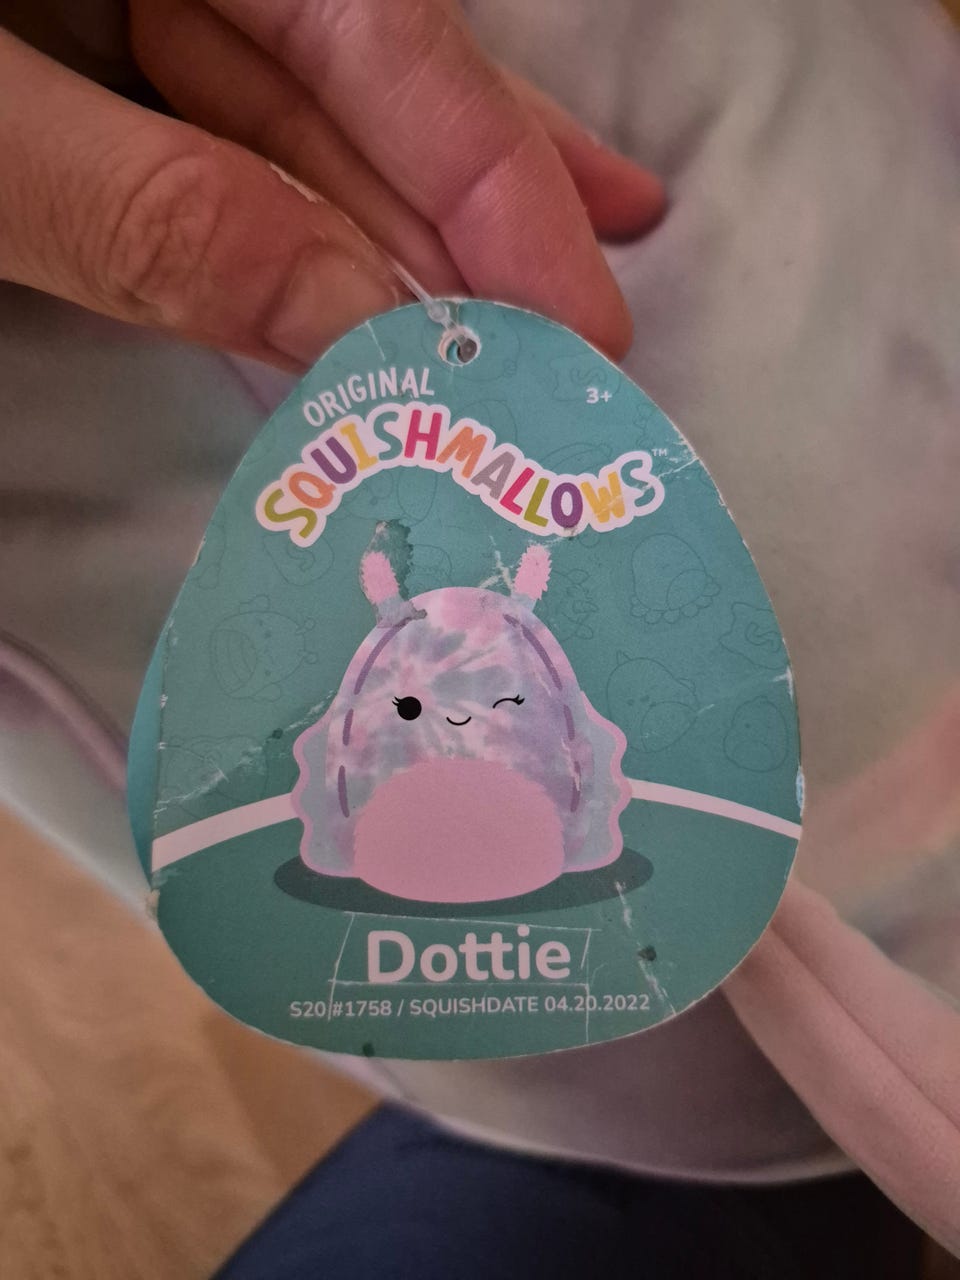 ORIGINAL
3+
SQUISHMALLOWS™
Dottie
S20 #1758 / SQUISHDATE 04.20.2022